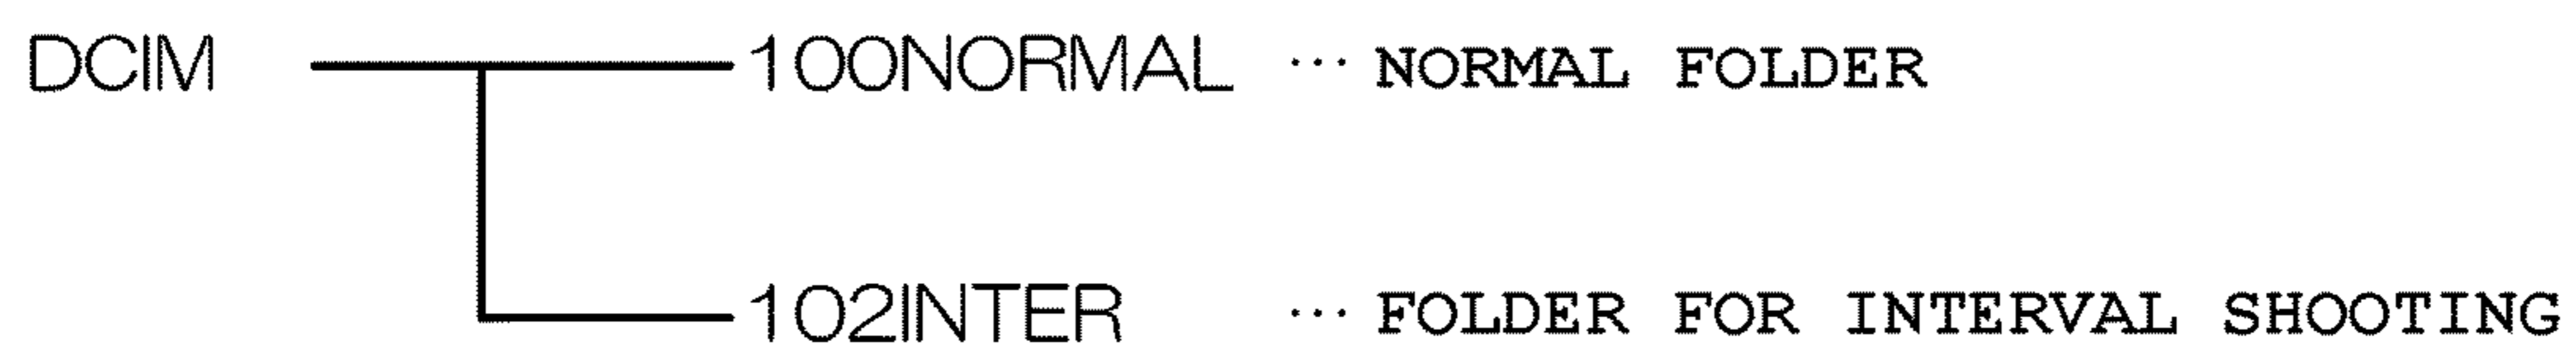 DCIM 100NORMAL ... NORMAL FOLDER
102INTER ... FOLDER FOR INTERVAL SHOOTING